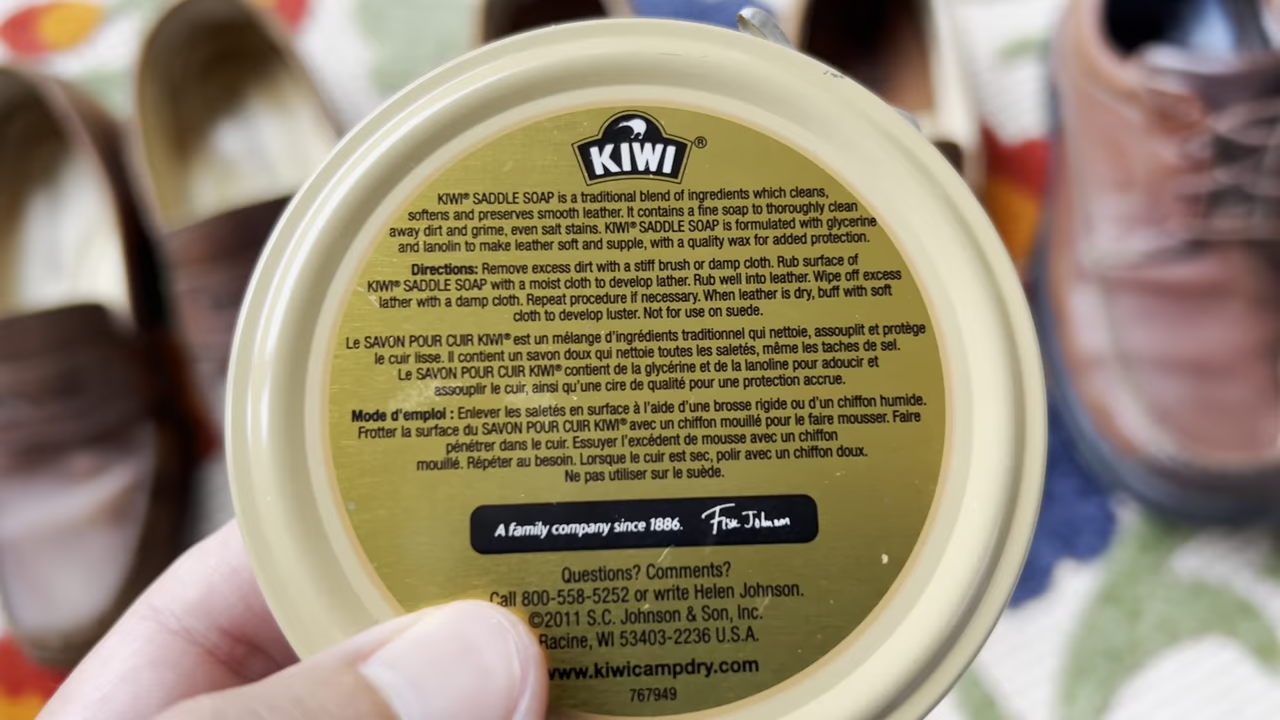 KIWI®
KIWI® SADDLE SOAP is a traditional blend of ingredients which cleans,
softens and preserves smooth leather. It contains a fine soap to thoroughly clean
away dirt and grime, even salt stains. KIWI® SADDLE SOAP is formulated with glycerine
and lanolin to make leather soft and supple, with a quality wax for added protection.
Directions: Remove excess dirt with a stiff brush or damp cloth. Rub surface of
KIWI® SADDLE SOAP with a moist cloth to develop lather. Rub well into leather. Wipe off excess
lather with a damp cloth. Repeat procedure if necessary. When leather is dry, buff with soft
cloth to develop luster. Not for use on suede.
Le SAVON POUR CUIR KIWI® est un mélange d'ingrédients traditionnel qui nettoie, assouplit et protège
le cuir lisse. Il contient un savon doux qui nettoie toutes les saletés, même les taches de sel.
Le SAVON POUR CUIR KIWI® contient de la glycérine et de la lanoline pour adoucir et
assouplir le cuir, ainsi qu'une cire de qualité pour une protection accrue.
Mode d'emploi : Enlever les saletés en surface à l'aide d'une brosse rigide ou d'un chiffon humide.
Frotter la surface du SAVON POUR CUIR KIWI® avec un chiffon mouillé pour le faire mousser. Faire
pénétrer dans le cuir. Essuyer l'excédent de mousse avec un chiffon
mouillé. Répéter au besoin. Lorsque le cuir est sec, polir avec un chiffon doux.
Ne pas utiliser sur le suède.
A family company since 1886. Fisk Johnson
Questions? Comments?
Call 800-558-5252 or write Helen Johnson.
©2011 S.C. Johnson & Son, Inc.
Racine, WI 53403-2236 U.S.A.
www.kiwicampdry.com
767949